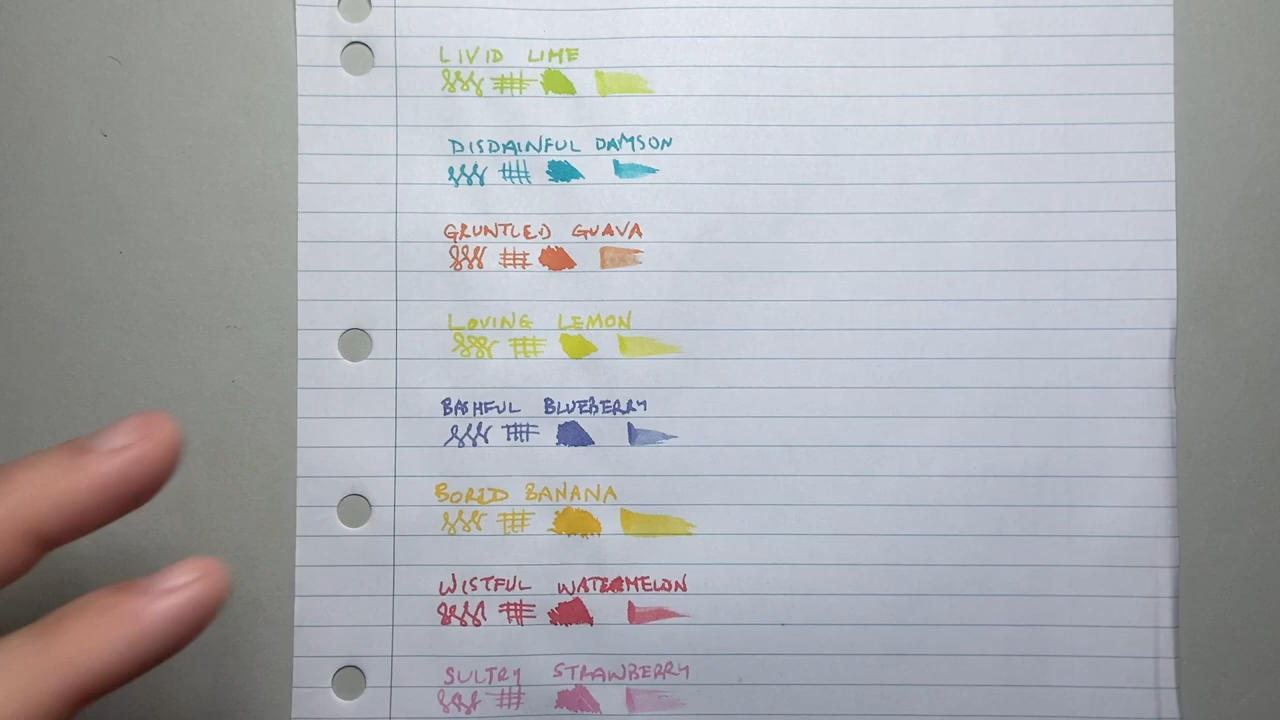 LIVID LIME
DISDAINFUL DAMSON
GRUNTLED GUAVA
LOVING LEMON
BASHFUL BLUEBERRY
BORED BANANA
WISTFUL WATERMELON
SULTRY STRAWBERRY